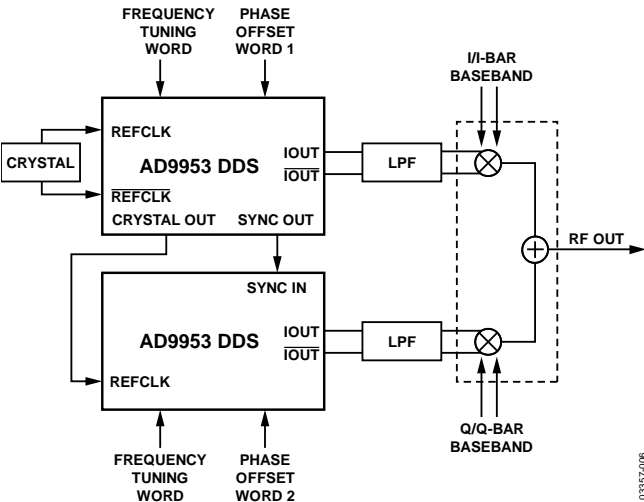 FREQUENCY
TUNING
WORD
PHASE
OFFSET
WORD 1
I/I-BAR
BASEBAND
CRYSTAL
REFCLK
AD9953 DDS
REFCLK
IOUT
IOUT
CRYSTAL OUT
SYNC OUT
LPF
RF OUT
SYNC IN
AD9953 DDS
REFCLK
IOUT
IOUT
LPF
Q/Q-BAR
BASEBAND
FREQUENCY
TUNING
WORD
PHASE
OFFSET
WORD 2
03357-006